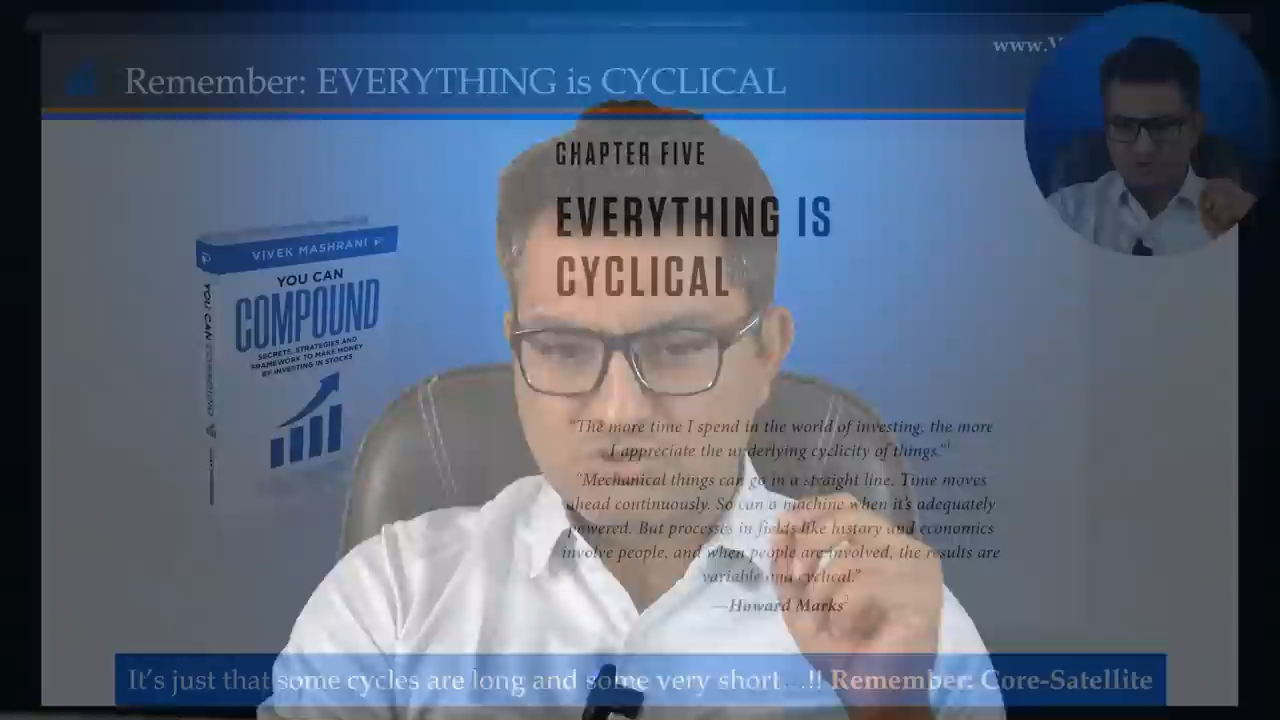 www.V
Remember: EVERYTHING is CYCLICAL
CHAPTER FIVE
EVERYTHING IS
CYCLICAL
VIVEK MASHRANI
YOU CAN
COMPOUND
SECRETS, STRATEGIES AND
FRAMEWORK TO MAKE MONEY
BY INVESTING IN STOCKS
YOU CAN COMPOUND
"The more time I spend in the world of investing, the more
I appreciate the underlying cyclicity of things."1
"Mechanical things can go in a straight line. Time moves
ahead continuously. So can a machine when it's adequately
powered. But processes in fields like history and economics
involve people, and when people are involved, the results are
variable and cyclical."
—Howard Marks2
It's just that some cycles are long and some very short…!! Remember: Core-Satellite